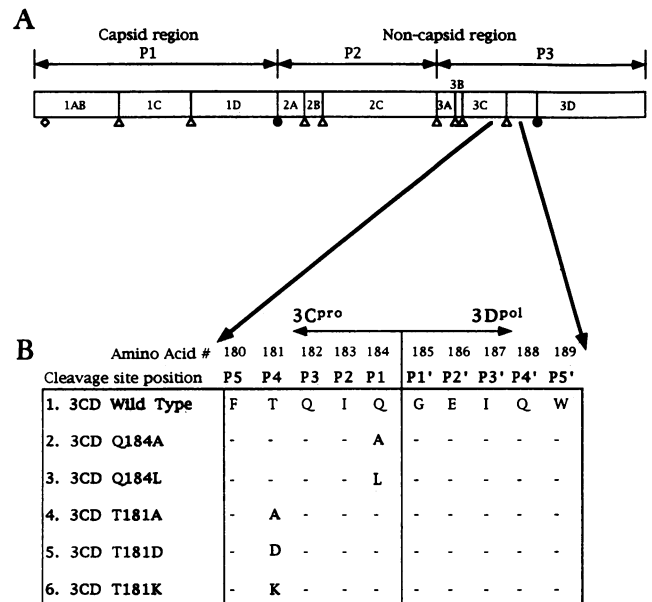 A
Capsid region Non-capsid region
P1 P2 P3
3B
1AB 1C 1D 2A 2B 2C 3A 3C 3D
3Cpro 3Dpol
B Amino Acid # 180 181 182 183 184 185 186 187 188 189
Cleavage site position P5 P4 P3 P2 P1 P1' P2' P3' P4' P5'
1. 3CD Wild Type F T Q I Q G E I Q W
2. 3CD Q184A - - - - A - - - - -
3. 3CD Q184L - - - - L - - - - -
4. 3CD T181A - A - - - - - - - -
5. 3CD T181D - D - - - - - - - -
6. 3CD T181K - K - - - - - - - -